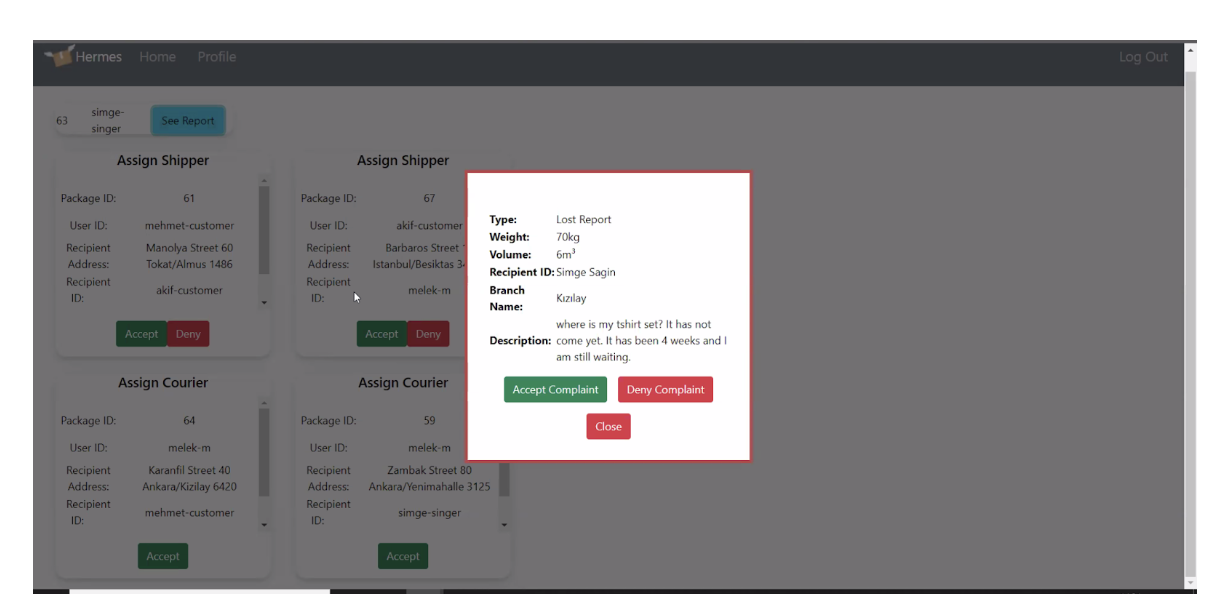 Hermes Home Profile Log Out
63 simge-
singer
See Report
Assign Shipper
Package ID: 61
User ID: mehmet-customer
Recipient
Address:
Manolya Street 60
Tokat/Almus 1486
Recipient
ID:
akif-customer
Accept Deny
Assign Shipper
Package ID: 67
User ID: akif-customer
Recipient
Address:
Barbaros Street
Istanbul/Besiktas
Recipient
ID:
melek-m
Accept Deny
Assign Courier
Package ID: 64
User ID: melek-m
Recipient
Address:
Karanfil Street 40
Ankara/Kizilay 6420
Recipient
ID:
mehmet-customer
Accept
Assign Courier
Package ID: 59
User ID: melek-m
Recipient
Address:
Zambak Street 80
Ankara/Yenimahalle 3125
Recipient
ID:
simge-singer
Accept
Type: Lost Report
Weight: 70kg
Volume: 6m³
Recipient ID: Simge Sagin
Branch
Name:
Kızılay
Description:
where is my tshirt set? It has not
come yet. It has been 4 weeks and I
am still waiting.
Accept Complaint Deny Complaint
Close